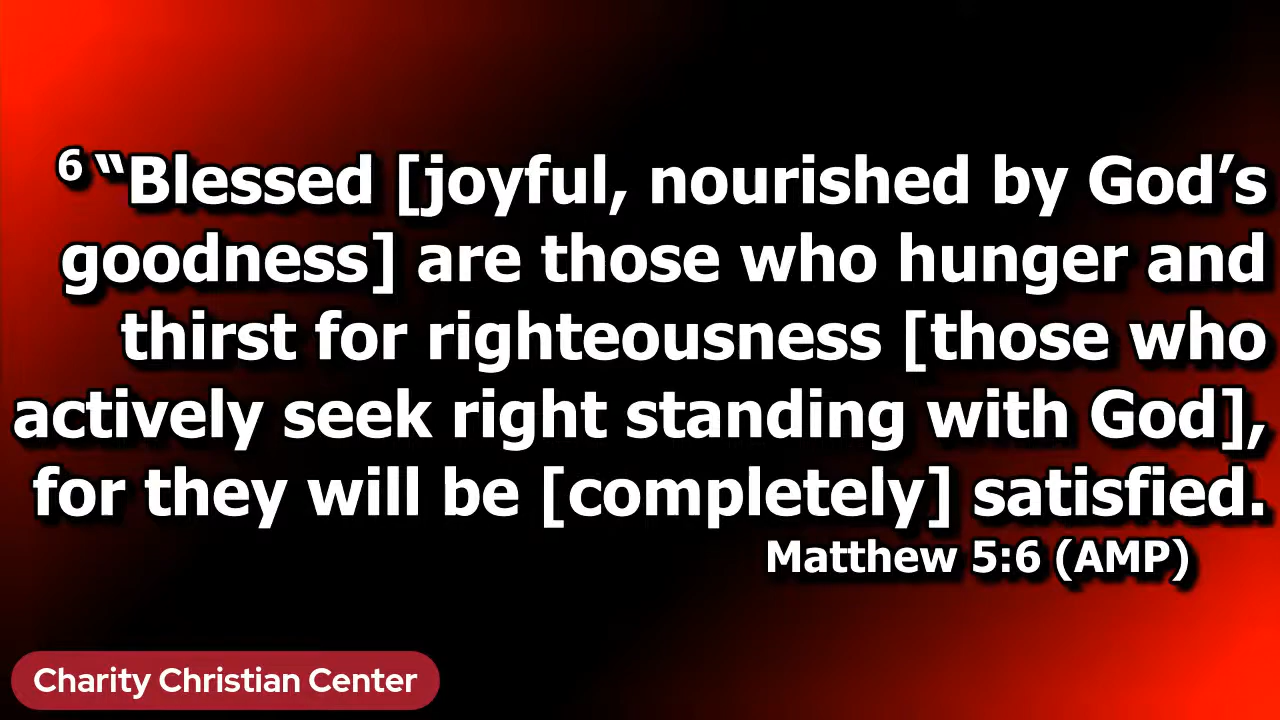 ⁶ “Blessed [joyful, nourished by God’s
goodness] are those who hunger and
thirst for righteousness [those who
actively seek right standing with God],
for they will be [completely] satisfied.
Matthew 5:6 (AMP)
Charity Christian Center